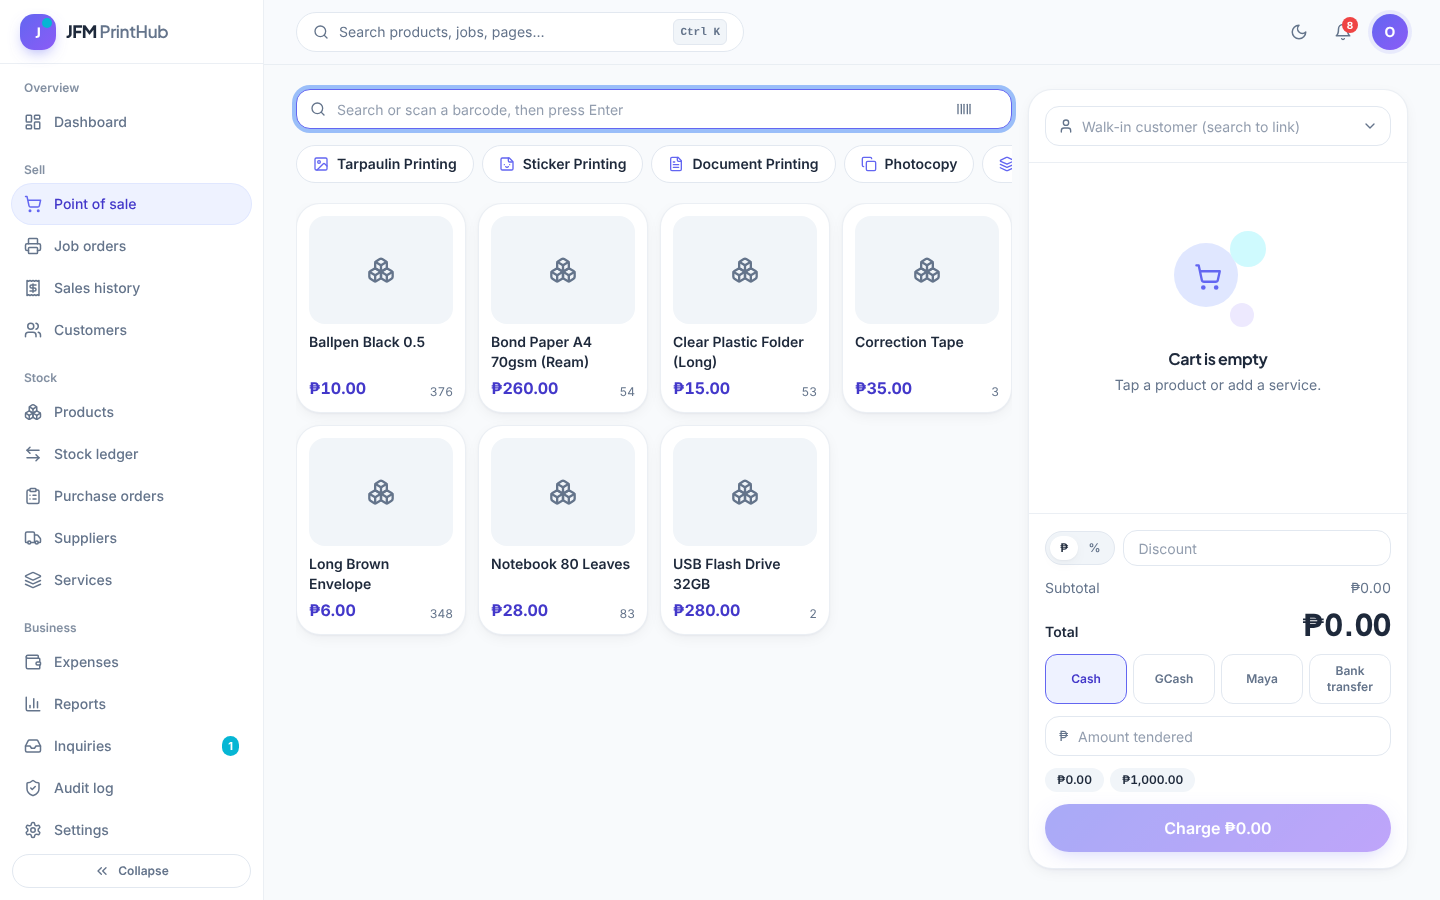 J
JFM PrintHub
Search products, jobs, pages...
Ctrl K
8
O
Overview
Dashboard
Sell
Point of sale
Job orders
Sales history
Customers
Stock
Products
Stock ledger
Purchase orders
Suppliers
Services
Business
Expenses
Reports
Inquiries
1
Audit log
Settings
Collapse
Search or scan a barcode, then press Enter
Tarpaulin Printing
Sticker Printing
Document Printing
Photocopy
Ballpen Black 0.5
₱10.00
376
Bond Paper A4
70gsm (Ream)
₱260.00
54
Clear Plastic Folder
(Long)
₱15.00
53
Correction Tape
₱35.00
3
Long Brown
Envelope
₱6.00
348
Notebook 80 Leaves
₱28.00
83
USB Flash Drive
32GB
₱280.00
2
Walk-in customer (search to link)
Cart is empty
Tap a product or add a service.
₱ %
Discount
Subtotal
₱0.00
Total
₱0.00
Cash
GCash
Maya
Bank
transfer
₱ Amount tendered
₱0.00
₱1,000.00
Charge ₱0.00